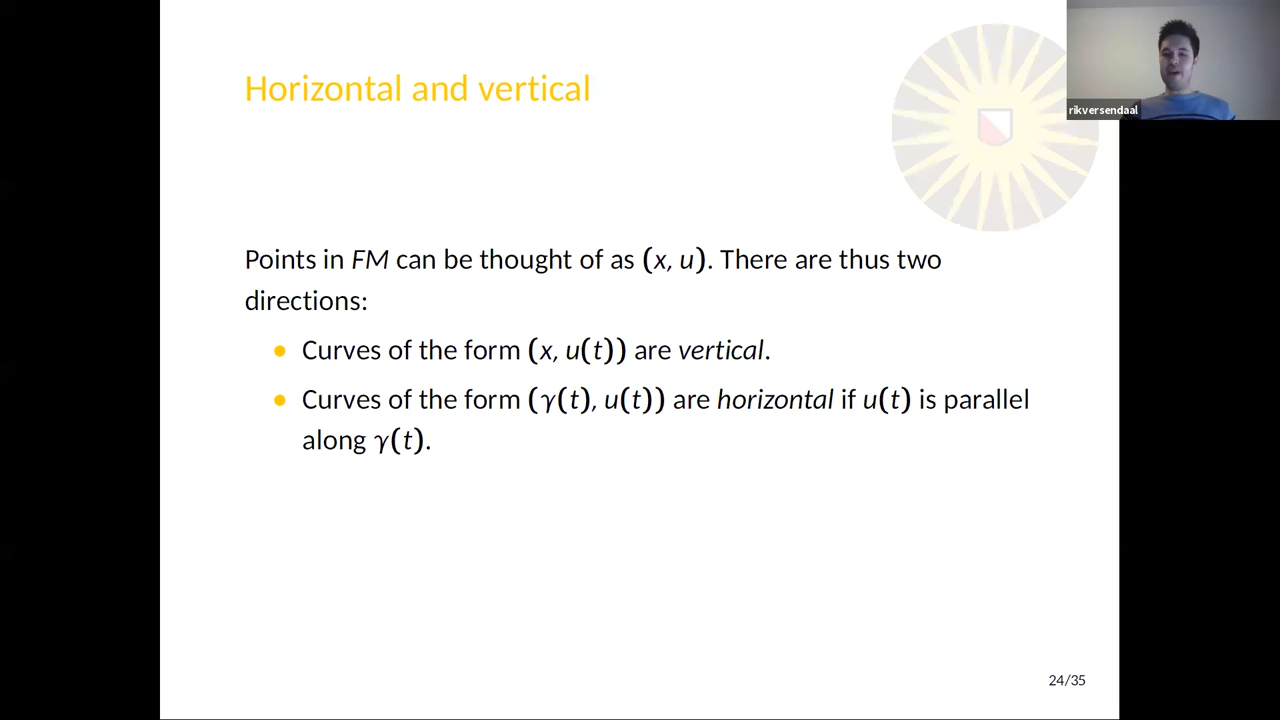 Horizontal and vertical
rikversendaal
Points in FM can be thought of as (x, u). There are thus two
directions:
• Curves of the form (x, u(t)) are vertical.
• Curves of the form (γ(t), u(t)) are horizontal if u(t) is parallel
along γ(t).
24/35